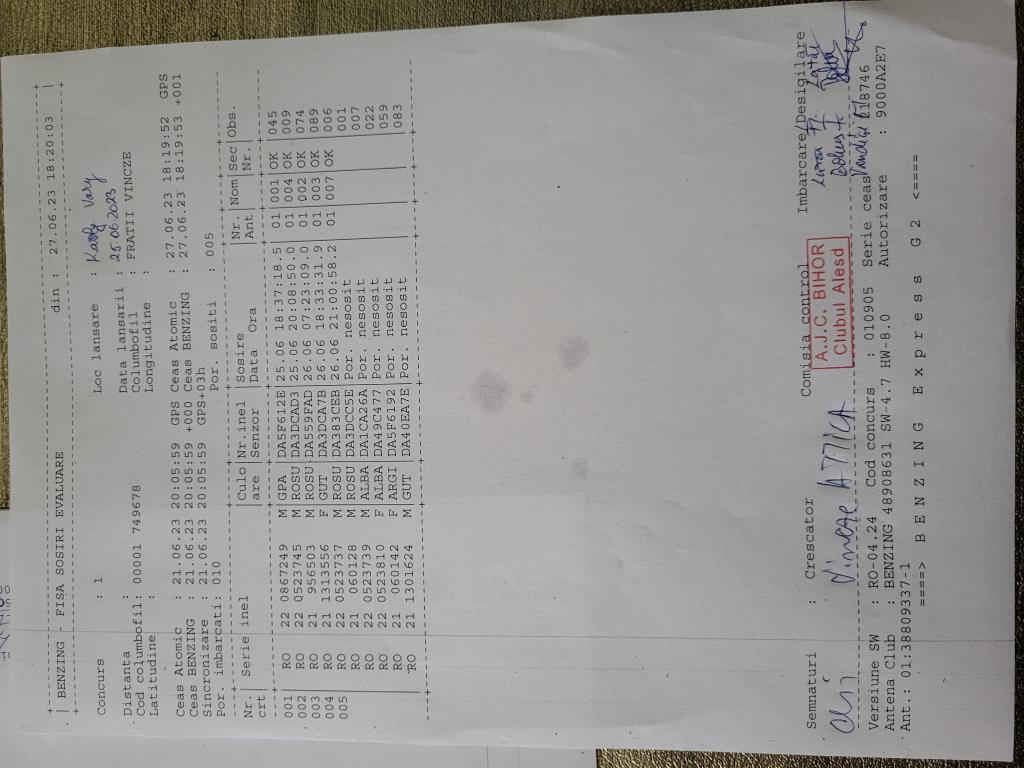 BENZING - FISA SOSIRI EVALUARE din : 27.06.23 18:20:03
Concurs : 1 Loc lansare : Karoly Vary
Distanta : Data lansarii : 25.06.2023
Cod columbofil: 00001 749678 Columbofil : FRATII VINCZE
Latitudine : Longitudine :
Ceas Atomic : 21.06.23 20:05:59 GPS Ceas Atomic : 27.06.23 18:19:52 GPS
Ceas BENZING : 21.06.23 20:05:59 +000 Ceas BENZING : 27.06.23 18:19:53 +001
Sincronizare : 21.06.23 20:05:59 GPS+03h
Por. imbarcati: 010 Por. sositi : 005
Nr. | Serie inel |Culo|Nr.inel |Sosire |Nr. |Nom|Sec|Obs.
crt | |are |Senzor |Data Ora |Ant | |Nr.|
001 | RO 22 0867249 M GPA |DA5F612E|25.06 18:37:18.5 01|001|OK |045
002 | RO 22 0523745 M ROSU|DA3DCAD3|25.06 20:08:50.0 01|004|OK |009
003 | RO 21 956503 M ROSU|DA559FAD|26.06 07:23:09.0 01|002|OK |074
004 | RO 21 1313556 F GUT |DA3DCA7B|26.06 18:33:31.9 01|003|OK |089
005 | RO 22 0523737 M ROSU|DA383CEB|26.06 21:00:58.2 01|007|OK |006
RO 21 060128 M ROSU|DA3DCC5E|Por. nesosit | | |001
RO 22 0523739 M ALBA|DA1CA26A|Por. nesosit | | |007
RO 22 0523810 F ALBA|DA49C477|Por. nesosit | | |022
RO 21 060142 F ARGI|DA5F6192|Por. nesosit | | |059
RO 21 1301624 M GUT |DA40EA7E|Por. nesosit | | |083
Semnaturi : Crescator Comisia control Imbarcare/Desigilare
Vincze ATTILA
A.J.C. BIHOR
Clubul Alesd
Versiune SW : RO-04.24 Cod concurs : 010905 Serie ceas 218746
Antena Club : BENZING 48908631 SW-4.7 HW-8.0 Autorizare : 9000A2E7
Ant.: 01:38809337-1
====> B E N Z I N G E x p r e s s G 2 <====